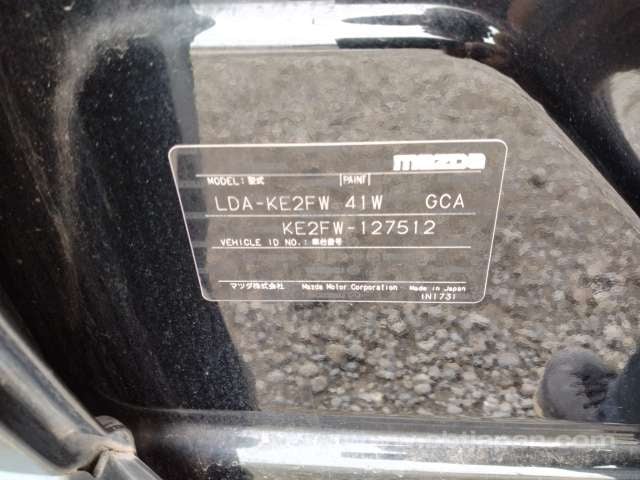 mazda
MODEL: 型式 PAINT
LDA-KE2FW 41W GCA
KE2FW-127512
VEHICLE ID NO.: 車台番号
マツダ株式会社 Mazda Motor Corporation Made in Japan
1N1731